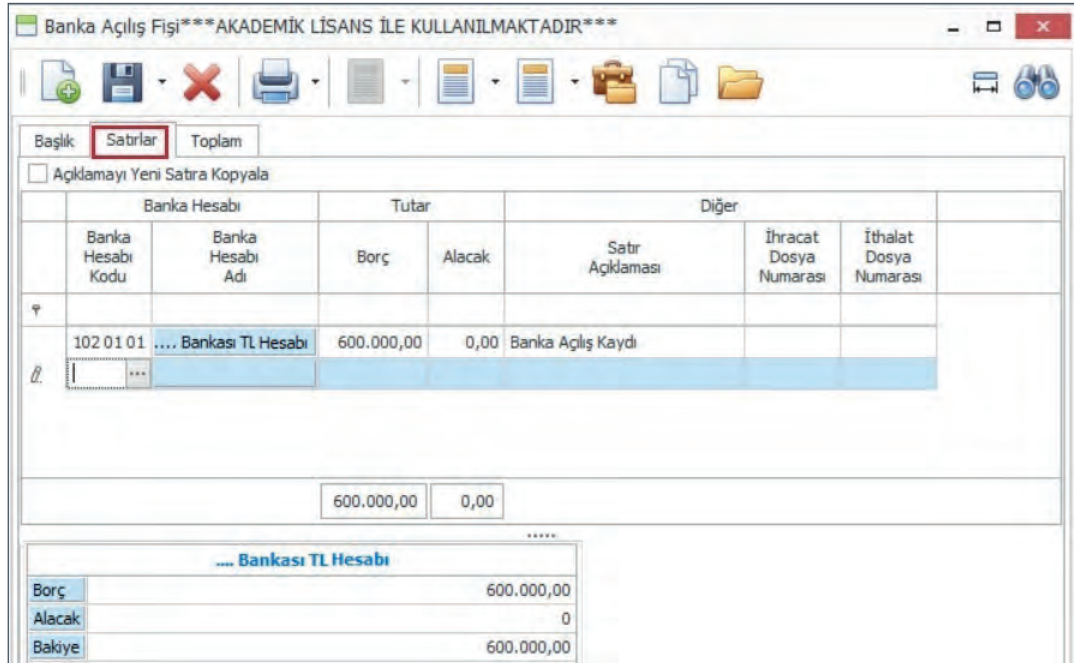 Banka Açılış Fişi***AKADEMİK LİSANS İLE KULLANILMAKTADIR***
Başlık Satırlar Toplam
Açıklamayı Yeni Satıra Kopyala
Banka Hesabı Tutar Diğer
Banka Hesabı Kodu Banka Hesabı Adı Borç Alacak Satır Açıklaması İhracat Dosya Numarası İthalat Dosya Numarası
102 01 01 .... Bankası TL Hesabı 600.000,00 0,00 Banka Açılış Kaydı
...
600.000,00 0,00
.... Bankası TL Hesabı
Borç 600.000,00
Alacak 0
Bakiye 600.000,00